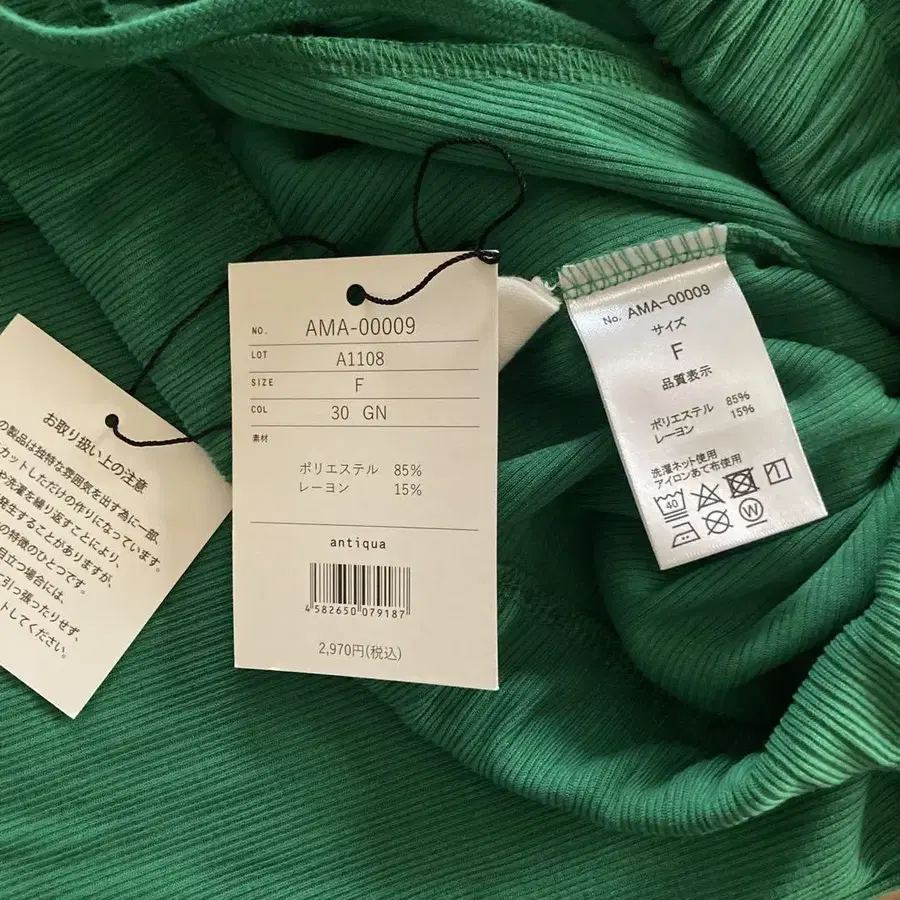 お取り扱い上の注意
の製品は独特な雰囲気を出す為に一部、
カットしただけの作りになっています。
や洗濯を繰り返すことにより、
発生することがありますが、
の特徴のひとつです。
目立つ場合には、
引っ張ったりせず、
ットしてください。
NO. AMA-00009
LOT A1108
SIZE F
COL 30 GN
素材
ポリエステル 85%
レーヨン 15%
antiqua
4 582650 079187
2,970円(税込)
No. AMA-00009
サイズ
F
品質表示
ポリエステル 85%
レーヨン 15%
洗濯ネット使用
アイロンあて布使用
40
W